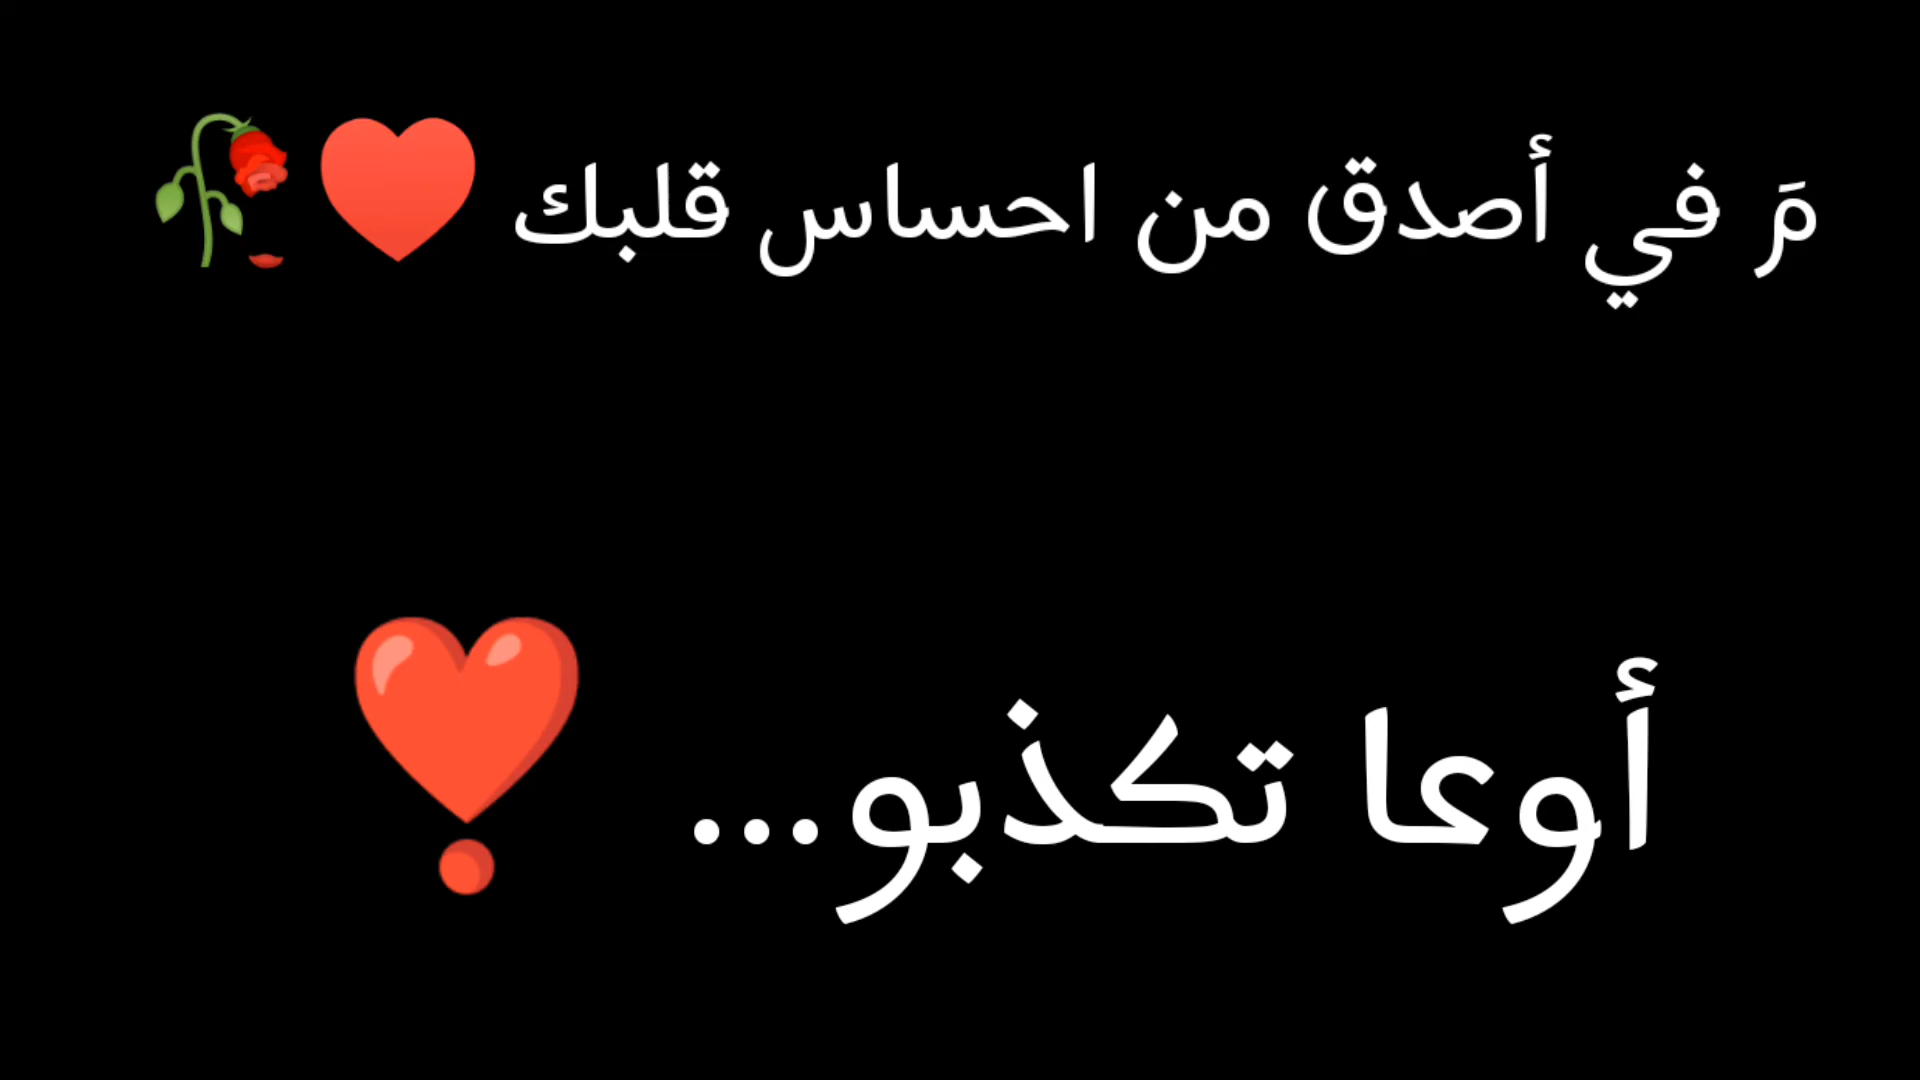 مَ في أصدق من احساس قلبك ♥️🥀
أوعا تكذبو... ❣️